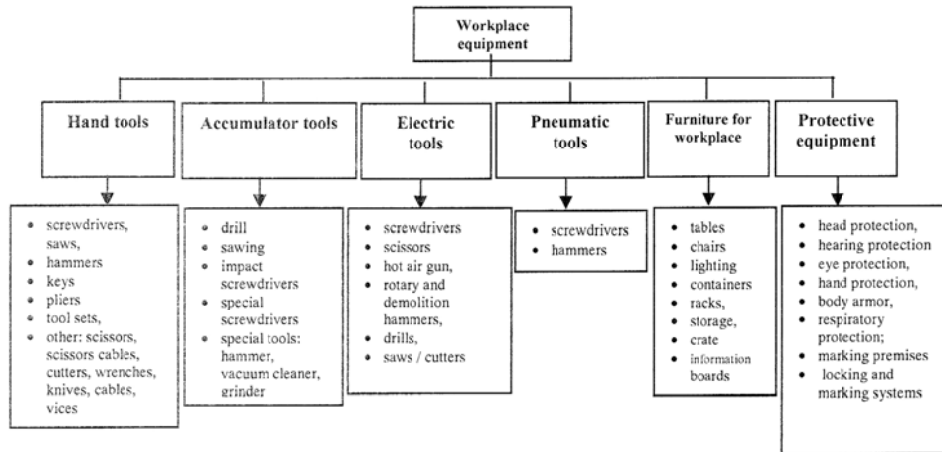 Workplace
equipment
Hand tools
Accumulator tools
Electric
tools
Pneumatic
tools
Furniture for
workplace
Protective
equipment
• screwdrivers,
saws,
• hammers
• keys
• pliers
• tool sets,
• other: scissors,
scissors cables,
cutters, wrenches,
knives, cables,
vices
• drill
• sawing
• impact
screwdrivers
• special
screwdrivers
• special tools:
hammer,
vacuum cleaner,
grinder
• screwdrivers
• scissors
• hot air gun,
• rotary and
demolition
hammers,
• drills,
• saws / cutters
• screwdrivers
• hammers
• tables
• chairs
• lighting
• containers
• racks,
• storage,
• crate
• information
boards
• head protection,
• hearing protection
• eye protection,
• hand protection,
• body armor,
• respiratory
protection;
• marking premises
• locking and
marking systems